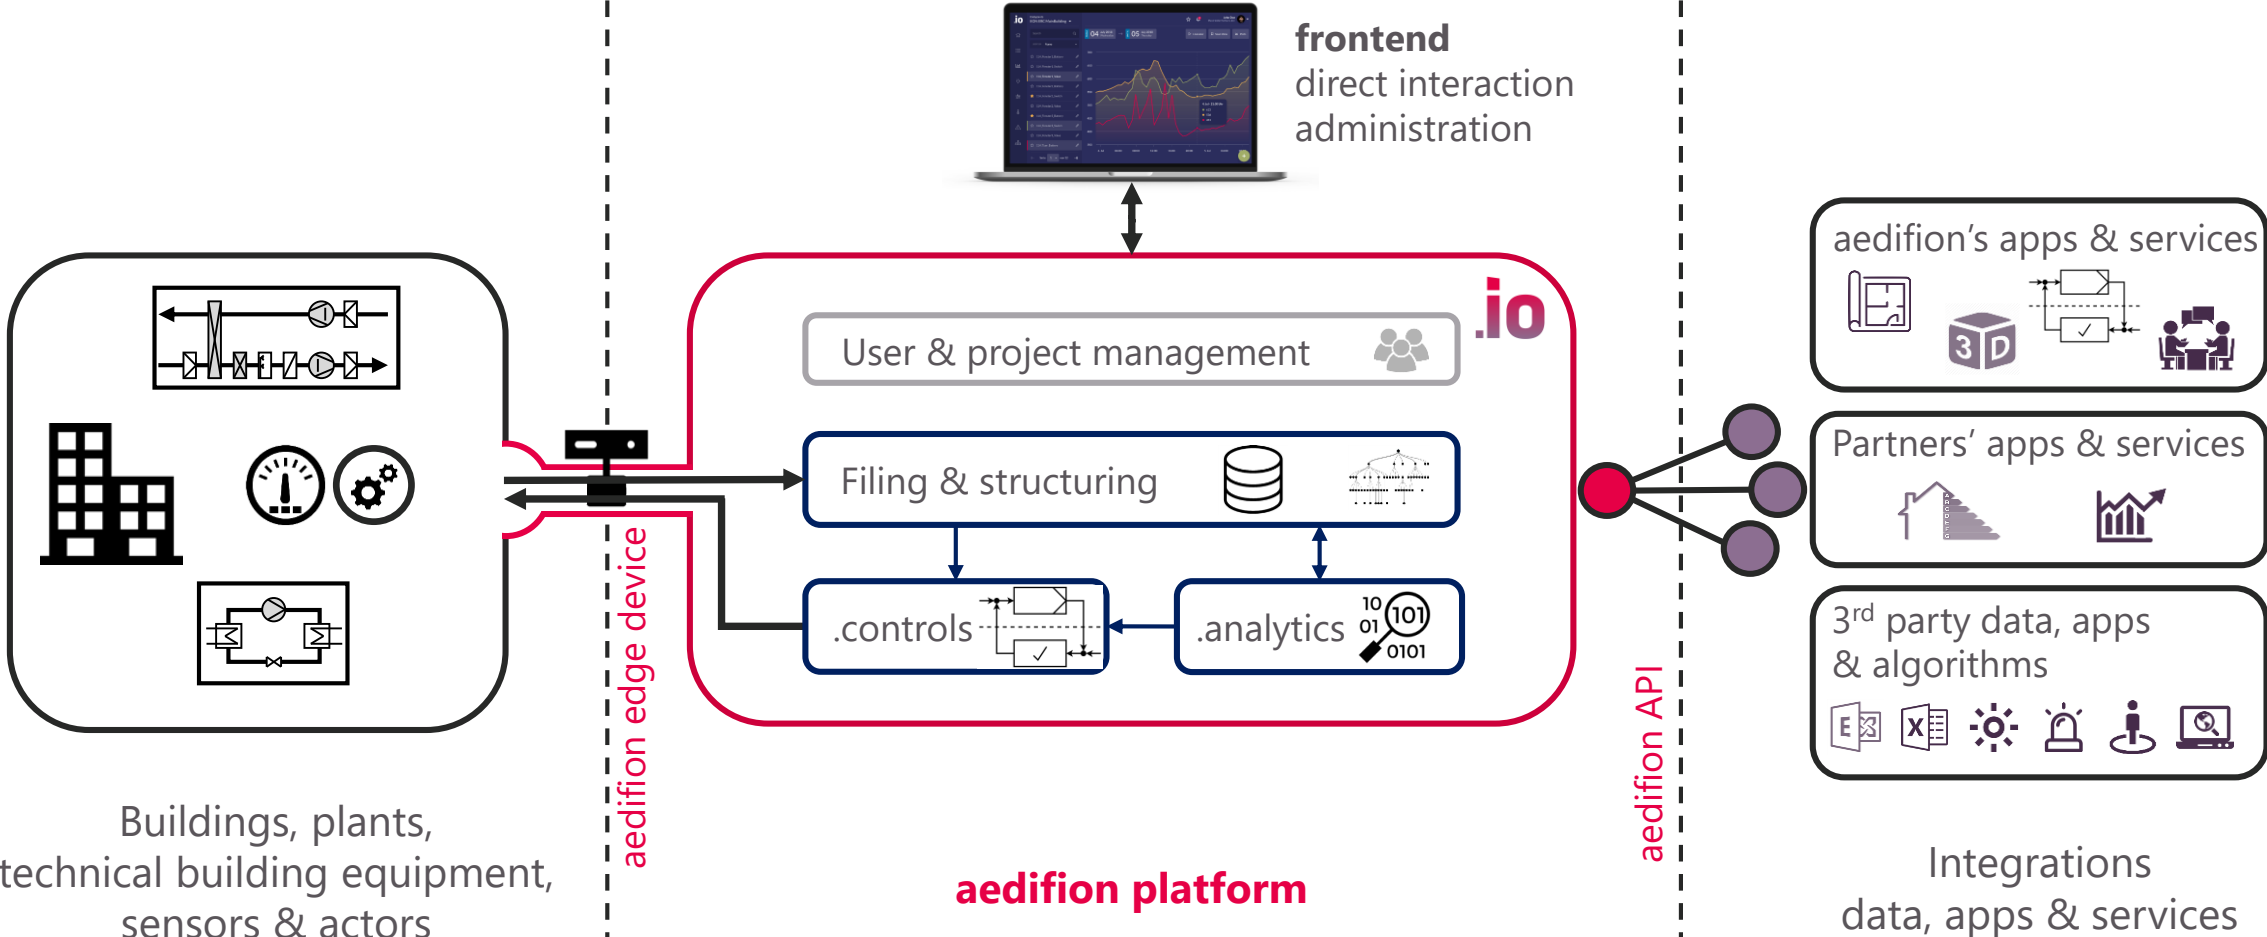 frontend
direct interaction
administration
.io
User & project management
Filing & structuring
.controls
.analytics
10
01
101
0101
aedifion edge device
aedifion API
aedifion platform
Buildings, plants,
technical building equipment,
sensors & actors
aedifion's apps & services
3D
Partners' apps & services
3rd party data, apps
& algorithms
E
X
Integrations
data, apps & services